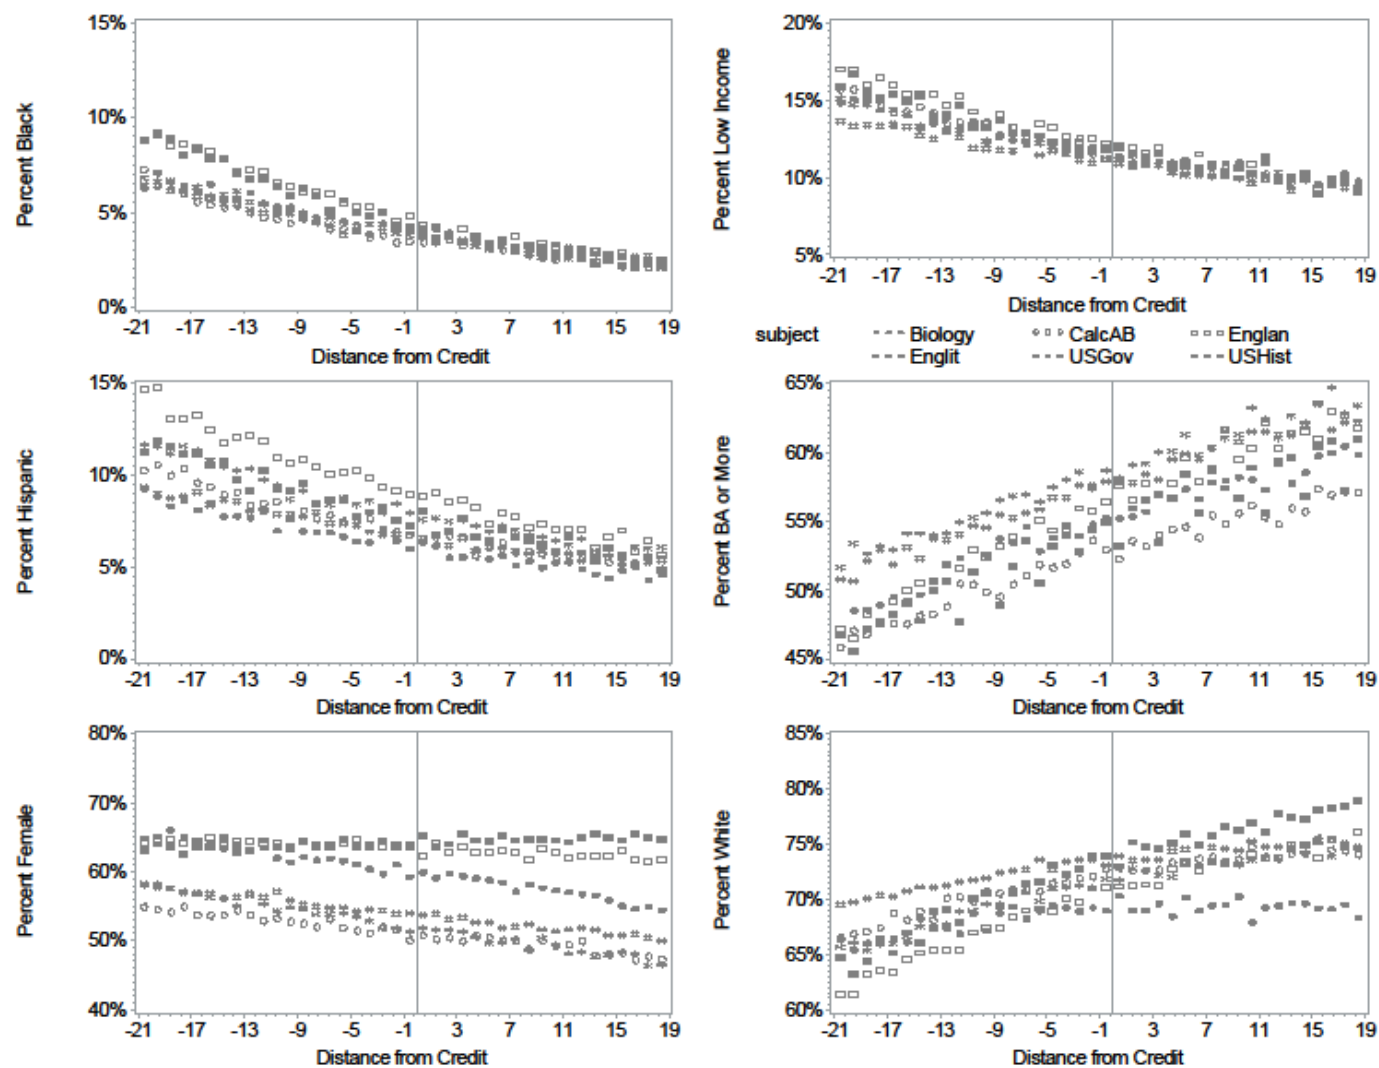 15%
10%
5%
0%
Percent Black
-21 -17 -13 -9 -5 -1 3 7 11 15 19
Distance from Credit
20%
15%
10%
5%
Percent Low Income
-21 -17 -13 -9 -5 -1 3 7 11 15 19
Distance from Credit
subject Biology CalcAB Englan
Englit USGov USHist
15%
10%
5%
0%
Percent Hispanic
-21 -17 -13 -9 -5 -1 3 7 11 15 19
Distance from Credit
65%
60%
55%
50%
45%
Percent BA or More
-21 -17 -13 -9 -5 -1 3 7 11 15 19
Distance from Credit
80%
70%
60%
50%
40%
Percent Female
-21 -17 -13 -9 -5 -1 3 7 11 15 19
Distance from Credit
85%
80%
75%
70%
65%
60%
Percent White
-21 -17 -13 -9 -5 -1 3 7 11 15 19
Distance from Credit